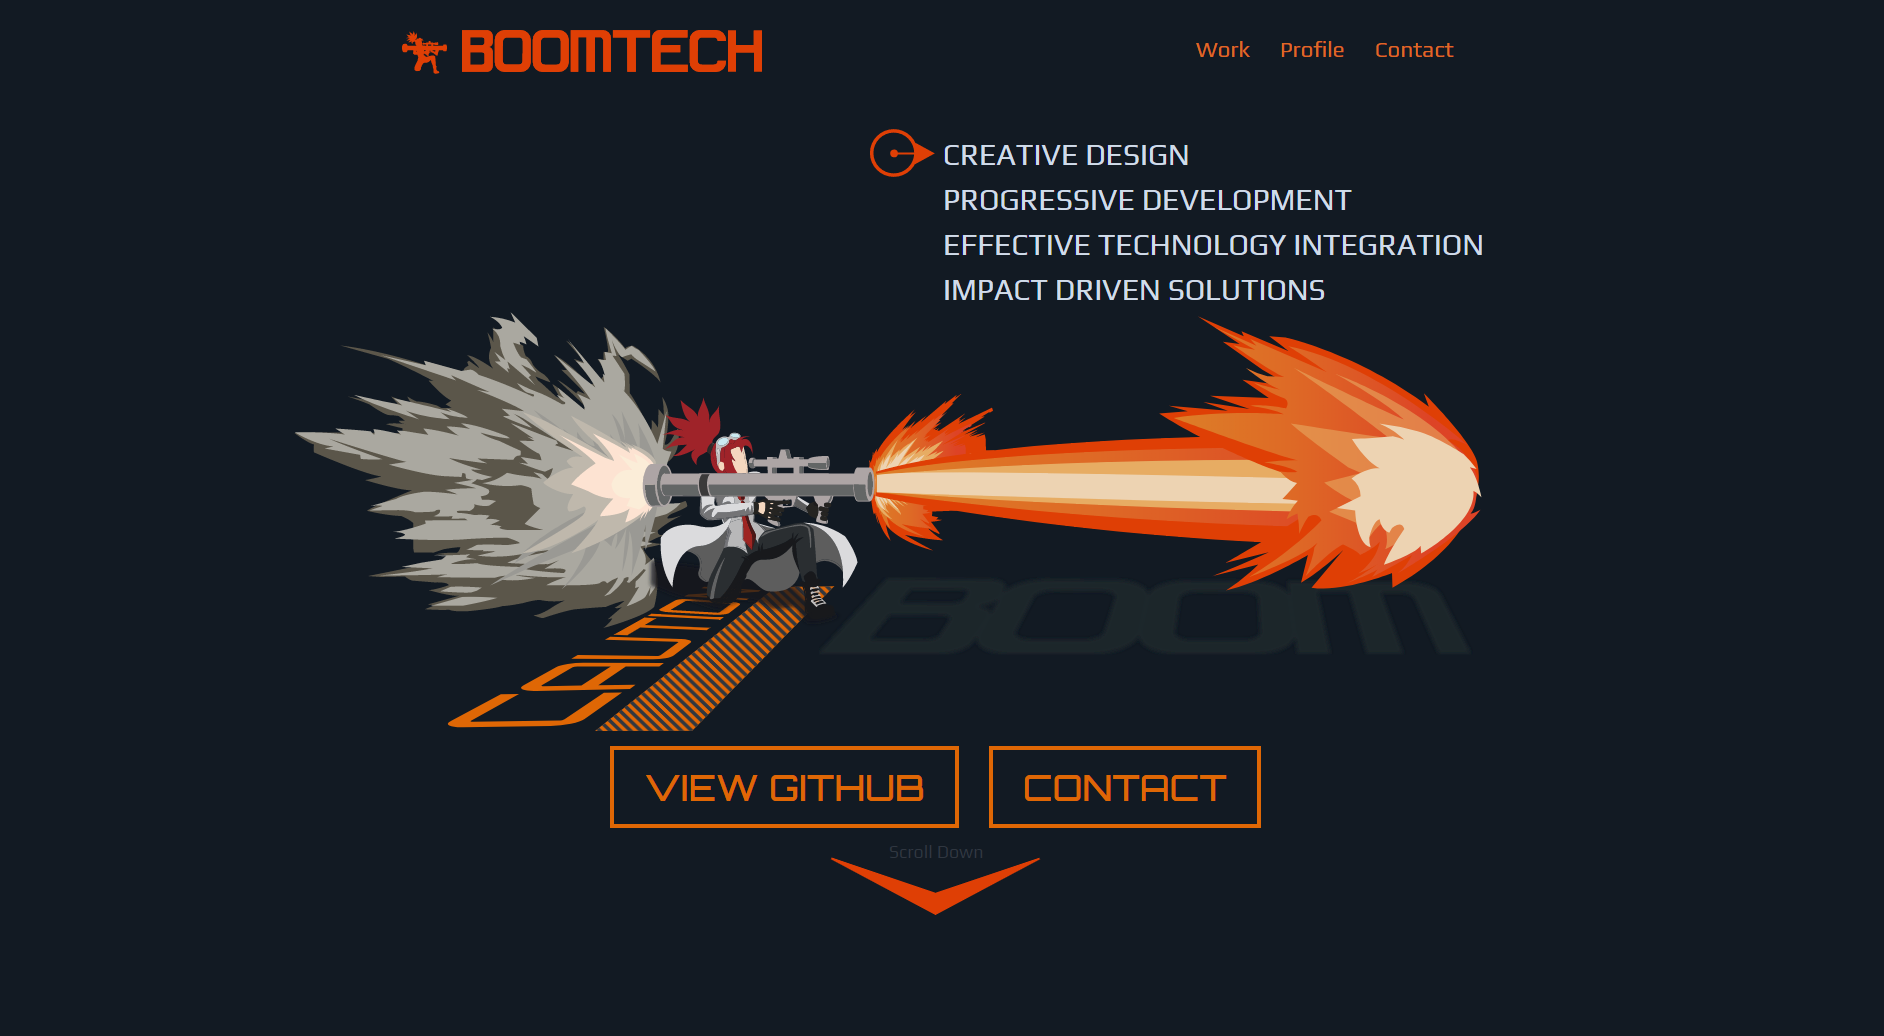 BOOMTECH
Work Profile Contact
CREATIVE DESIGN
PROGRESSIVE DEVELOPMENT
EFFECTIVE TECHNOLOGY INTEGRATION
IMPACT DRIVEN SOLUTIONS
BOOM
VIEW GITHUB
CONTACT
Scroll Down